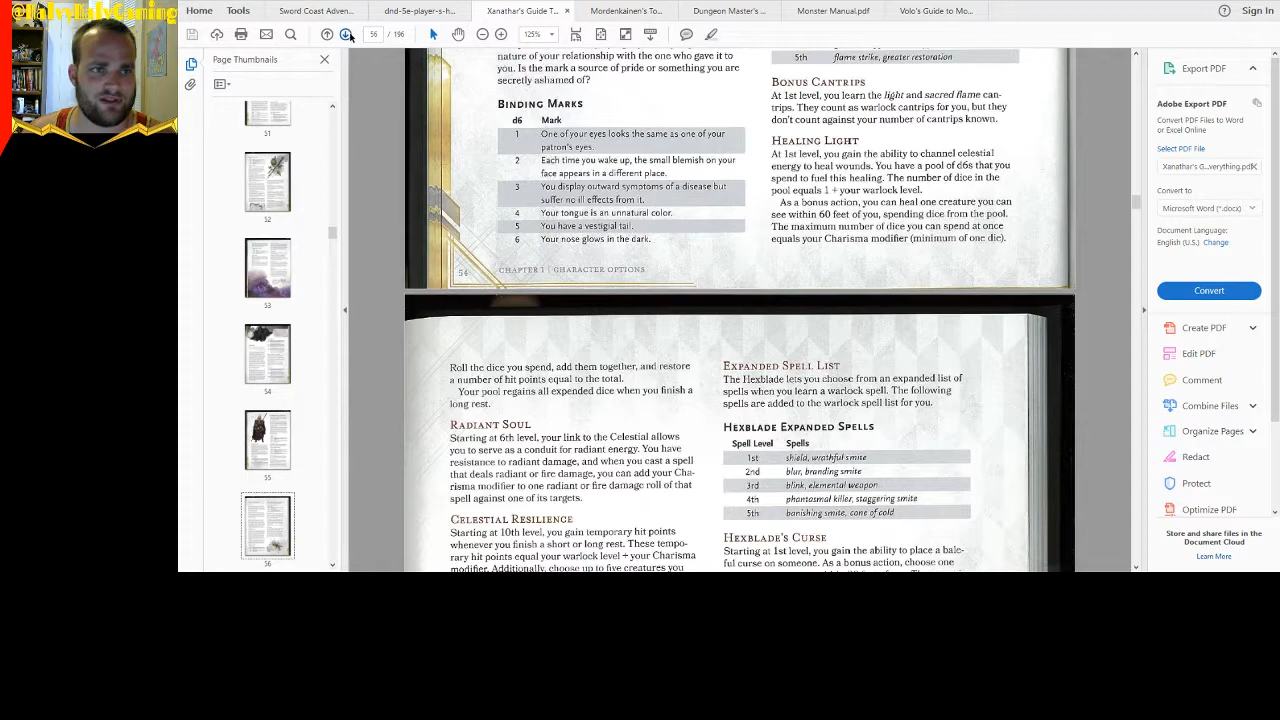 @HalvyHalvyGaming
Home
Tools
Sword Coast Adven...
dnd-5e-player-s-h...
Xanathar's Guide T...
Mordenkainen's To...
Dungeon Master's ...
Monster Manual.pdf
Volo's Guide to Mo...
Sign In
56 / 196
125%
Page Thumbnails
51
52
53
54
55
56
nature of your relationship with the one who gave it to
you. Is the mark a source of pride or something you are
secretly ashamed of?
BINDING MARKS
d6 Mark
1 One of your eyes looks the same as one of your
patron's eyes.
Each time you wake up, the small blemish on your
face appears in a different place.
You display outward symptoms of a disease but
suffer no ill effects from it.
4 Your tongue is an unnatural color.
5 You have a vestigial tail.
Your nose glows in the dark.
54 CHAPTER 1 CHARACTER OPTIONS
5th flame strike, greater restoration
BONUS CANTRIPS
At 1st level, you learn the light and sacred flame can-
trips. They count as warlock cantrips for you, but they
don't count against your number of cantrips known.
HEALING LIGHT
At 1st level, you gain the ability to channel celestial
energy to heal wounds. You have a pool of d6s that you
spend to fuel this healing. The number of dice in the
pool equals 1 + your warlock level.
As a bonus action, you can heal one creature you can
see within 60 feet of you, spending dice from the pool.
The maximum number of dice you can spend at once
equals your Charisma modifier (minimum of one die).
Roll the dice you spend, add them together, and restore
a number of hit points equal to the total.
Your pool regains all expended dice when you finish a
long rest.
RADIANT SOUL
Starting at 6th level, your link to the Celestial allows
you to serve as a conduit for radiant energy. You have
resistance to radiant damage, and when you cast a spell
that deals radiant or fire damage, you can add your Cha-
risma modifier to one radiant or fire damage roll of that
spell against one of its targets.
CELESTIAL RESILIENCE
Starting at 10th level, you gain temporary hit points
whenever you finish a short or long rest. These tempo-
rary hit points equal your warlock level + your Charisma
modifier. Additionally, choose up to five creatures you
EXPANDED SPELL LIST
The Hexblade lets you choose from an expanded list of
spells when you learn a warlock spell. The following
spells are added to the warlock spell list for you.
HEXBLADE EXPANDED SPELLS
Spell Level Spells
1st shield, wrathful smite
2nd blur, branding smite
3rd blink, elemental weapon
4th phantasmal killer, staggering smite
5th banishing smite, cone of cold
HEXBLADE'S CURSE
Starting at 1st level, you gain the ability to place a bale-
ful curse on someone. As a bonus action, choose one
Export PDF
Adobe Export PDF
Convert PDF Files to Word
or Excel Online
Select PDF File
Xanathar's G...verything.pdf
Convert to
Microsoft Word (*.docx)
Document Language:
English (U.S.) Change
Convert
Create PDF
Edit PDF
Comment
Combine Files
Organize Pages
Redact
Protect
Optimize PDF
Store and share files in the
Document Cloud
Learn More